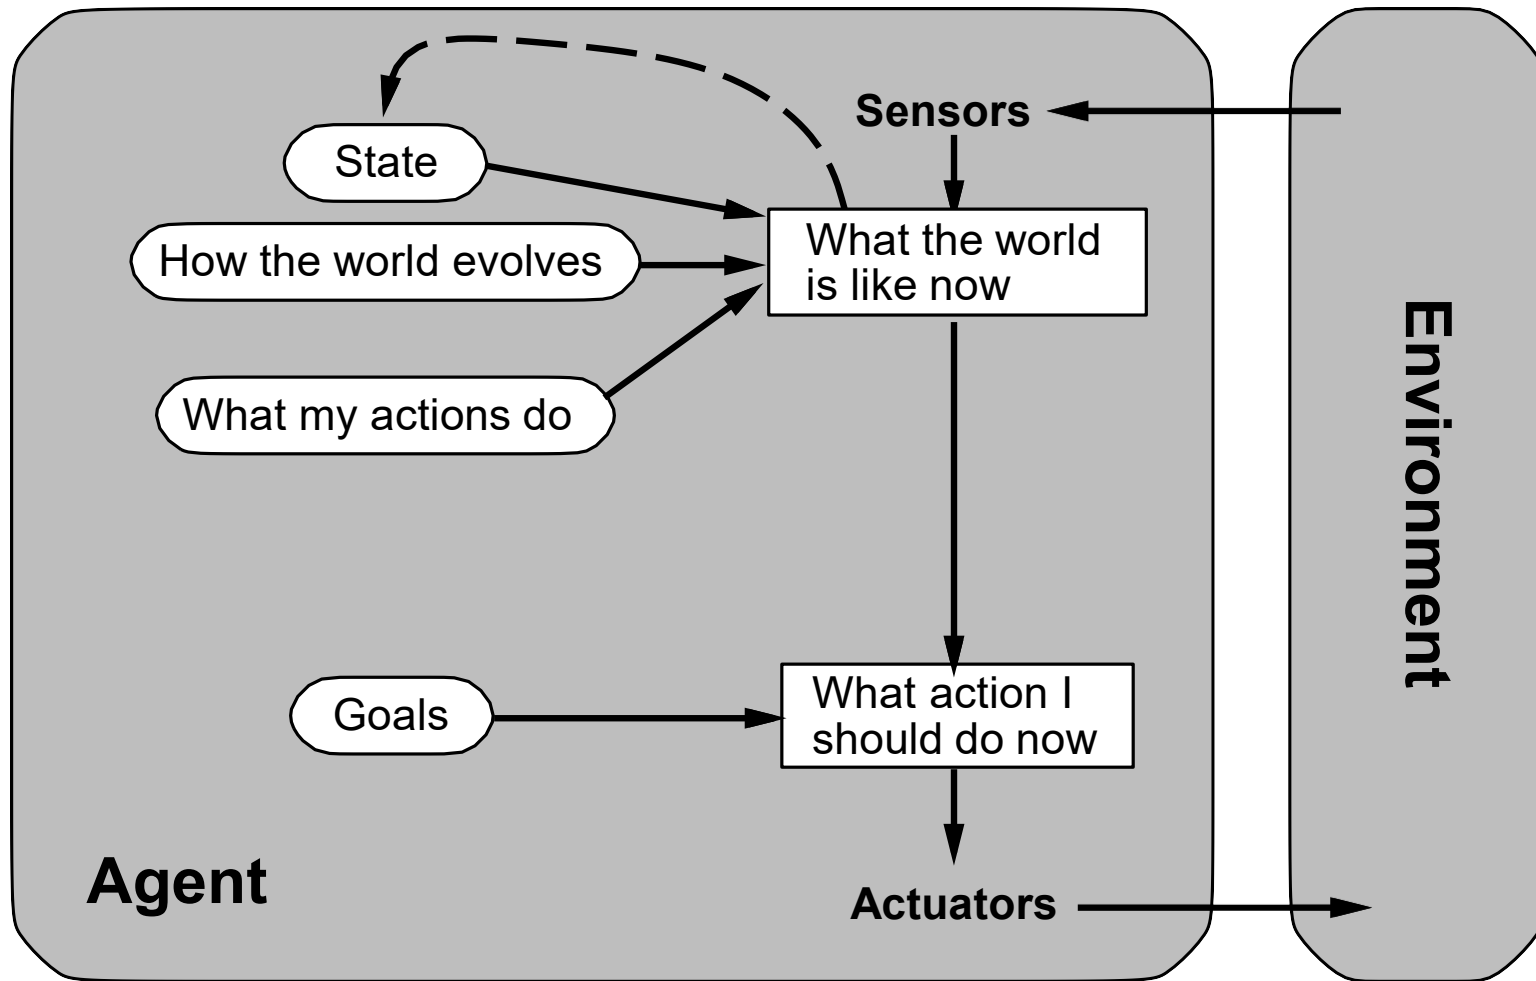 Sensors
State
What the world
is like now
How the world evolves
What my actions do
Environment
What action I
should do now
Goals
Agent
Actuators